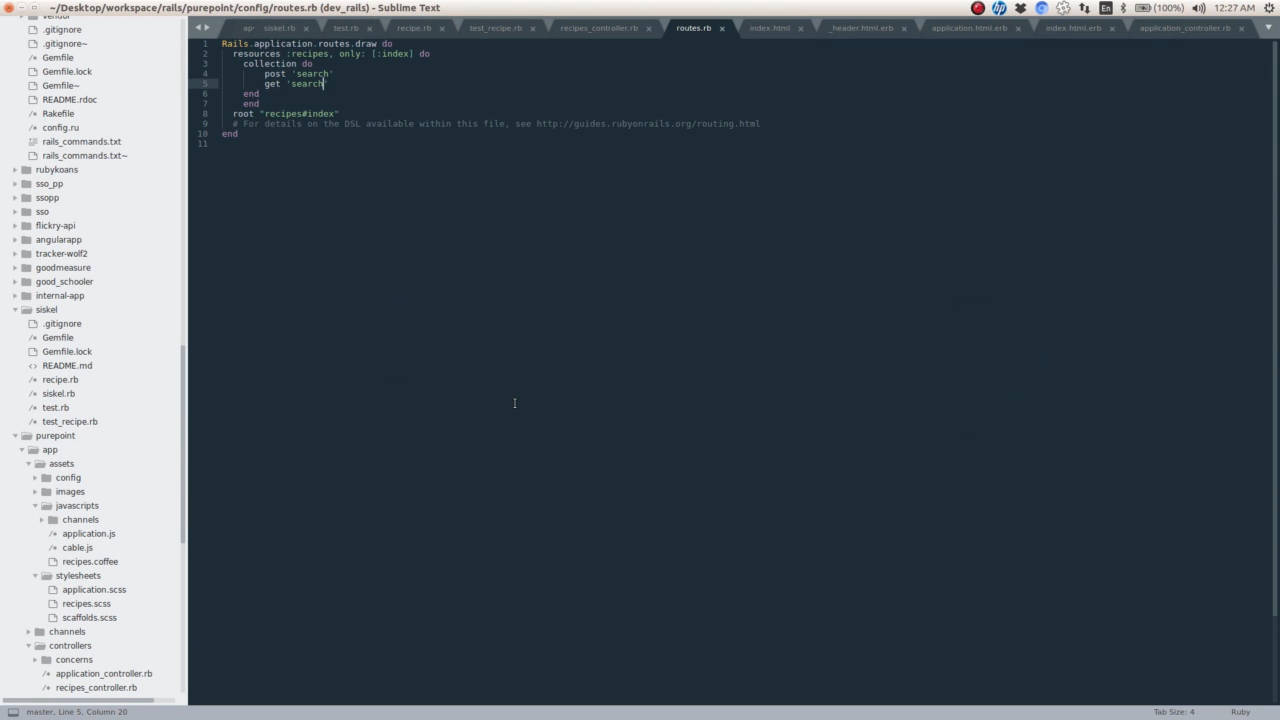 ~/Desktop/workspace/rails/purepoint/config/routes.rb (dev_rails) - Sublime Text
(100%)
12:27 AM
En
vendor
.gitignore
.gitignore~
Gemfile
Gemfile.lock
Gemfile~
README.rdoc
Rakefile
config.ru
rails_commands.txt
rails_commands.txt~
rubykoans
sso_pp
ssopp
sso
flickry-api
angularapp
tracker-wolf2
goodmeasure
good_schooler
internal-app
siskel
.gitignore
Gemfile
Gemfile.lock
README.md
recipe.rb
siskel.rb
test.rb
test_recipe.rb
purepoint
app
assets
config
images
javascripts
channels
application.js
cable.js
recipes.coffee
stylesheets
application.scss
recipes.scss
scaffolds.scss
channels
controllers
concerns
application_controller.rb
recipes_controller.rb
siskel.rb
test.rb
recipe.rb
test_recipe.rb
recipes_controller.rb
routes.rb
index.html
_header.html.erb
application.html.erb
index.html.erb
application_controller.rb
1 Rails.application.routes.draw do
2 resources :recipes, only: [:index] do
3 collection do
4 post 'search'
5 get 'search'
6 end
7 end
8 root "recipes#index"
9 # For details on the DSL available within this file, see http://guides.rubyonrails.org/routing.html
10 end
11
master, Line 5, Column 20
Tab Size: 4
Ruby